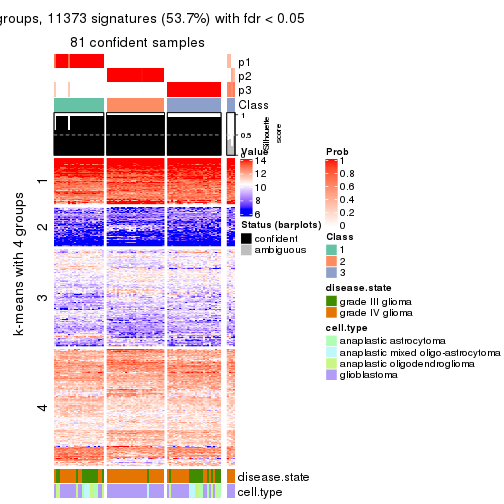 groups, 11373 signatures (53.7%) with fdr < 0.05
81 confident samples
p1
p2
p3
Class
1
0.5
0
Silhouette
score
k-means with 4 groups
1
2
3
4
disease.state
cell.type
Value
14
12
10
8
6
Status (barplots)
confident
ambiguous
Prob
1
0.8
0.6
0.4
0.2
0
Class
1
2
3
disease.state
grade III glioma
grade IV glioma
cell.type
anaplastic astrocytoma
anaplastic mixed oligo-astrocytoma
anaplastic oligodendroglioma
glioblastoma